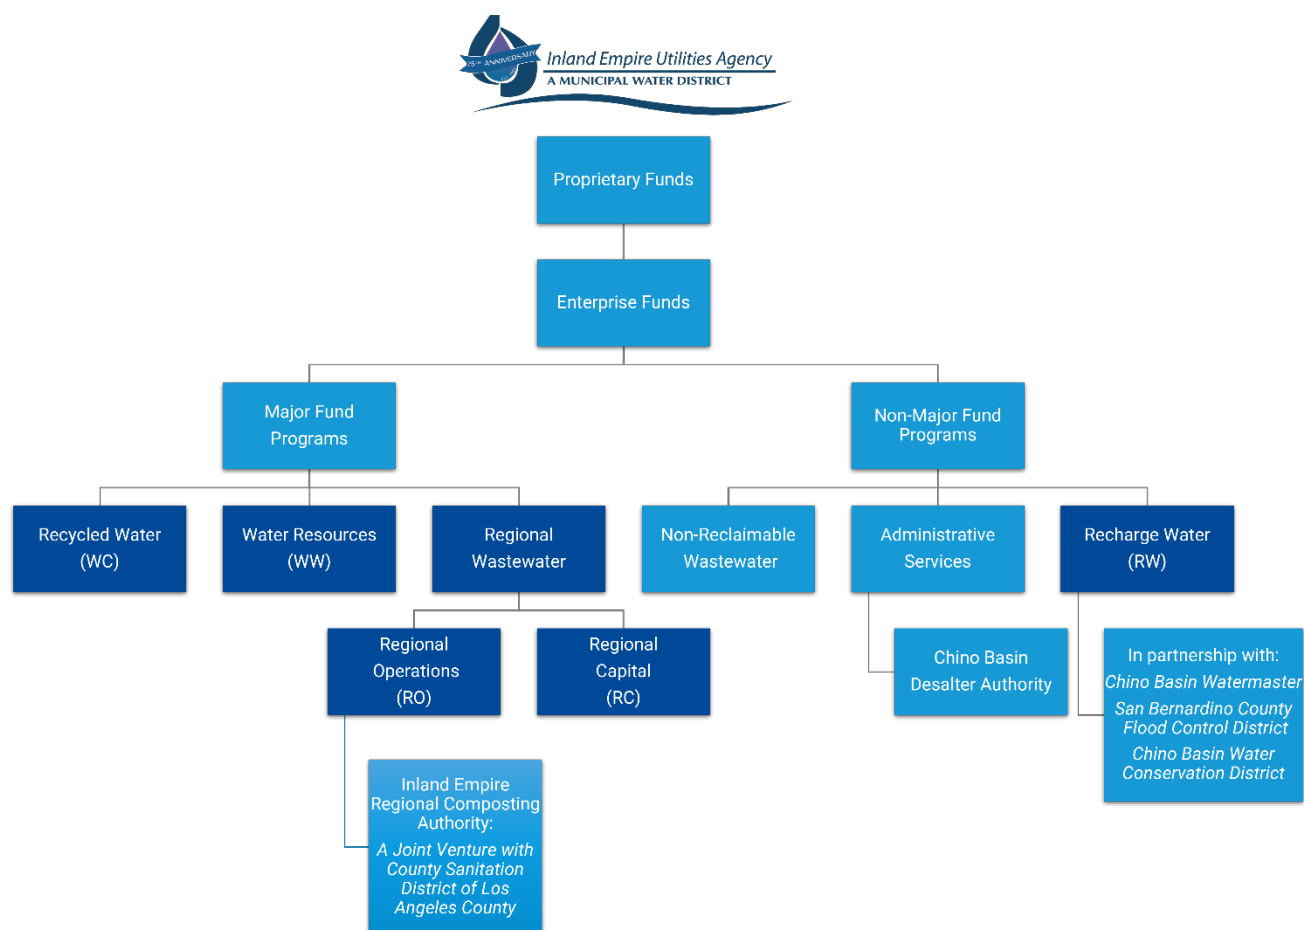 75TH ANNIVERSARY
Inland Empire Utilities Agency
A MUNICIPAL WATER DISTRICT
Proprietary Funds
Enterprise Funds
Major Fund
Programs
Non-Major Fund
Programs
Recycled Water
(WC)
Water Resources
(WW)
Regional
Wastewater
Non-Reclaimable
Wastewater
Administrative
Services
Recharge Water
(RW)
Regional
Operations
(RO)
Regional
Capital
(RC)
Chino Basin
Desalter Authority
In partnership with:
Chino Basin Watermaster
San Bernardino County
Flood Control District
Chino Basin Water
Conservation District
Inland Empire
Regional Composting
Authority:
A Joint Venture with
County Sanitation
District of Los
Angeles County